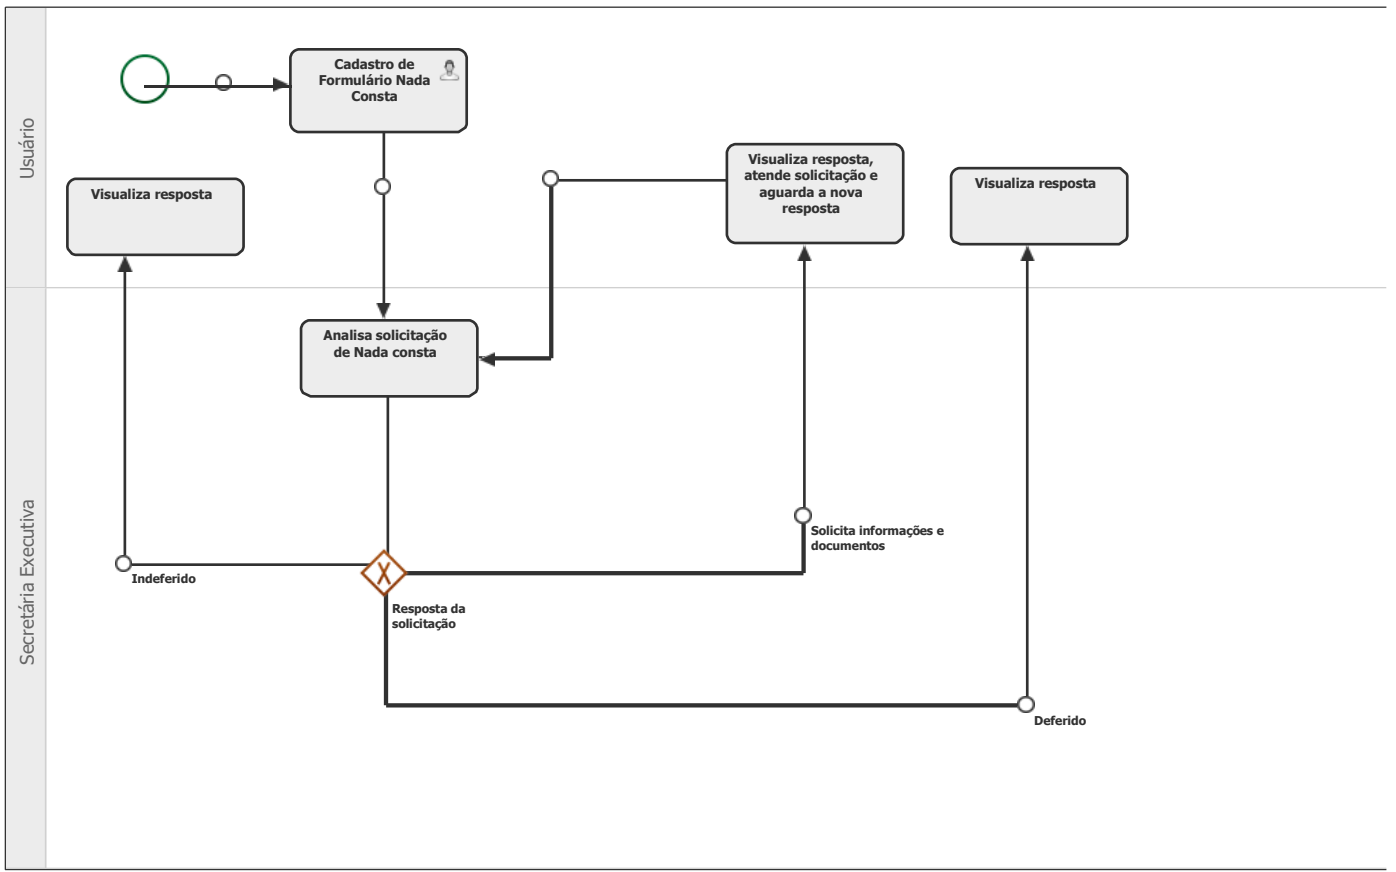 Usuário
Cadastro de
Formulário Nada
Consta
Visualiza resposta
Visualiza resposta,
atende solicitação e
aguarda a nova
resposta
Visualiza resposta
Secretária Executiva
Analisa solicitação
de Nada consta
Solicita informações e
documentos
Indeferido
X
Resposta da
solicitação
Deferido